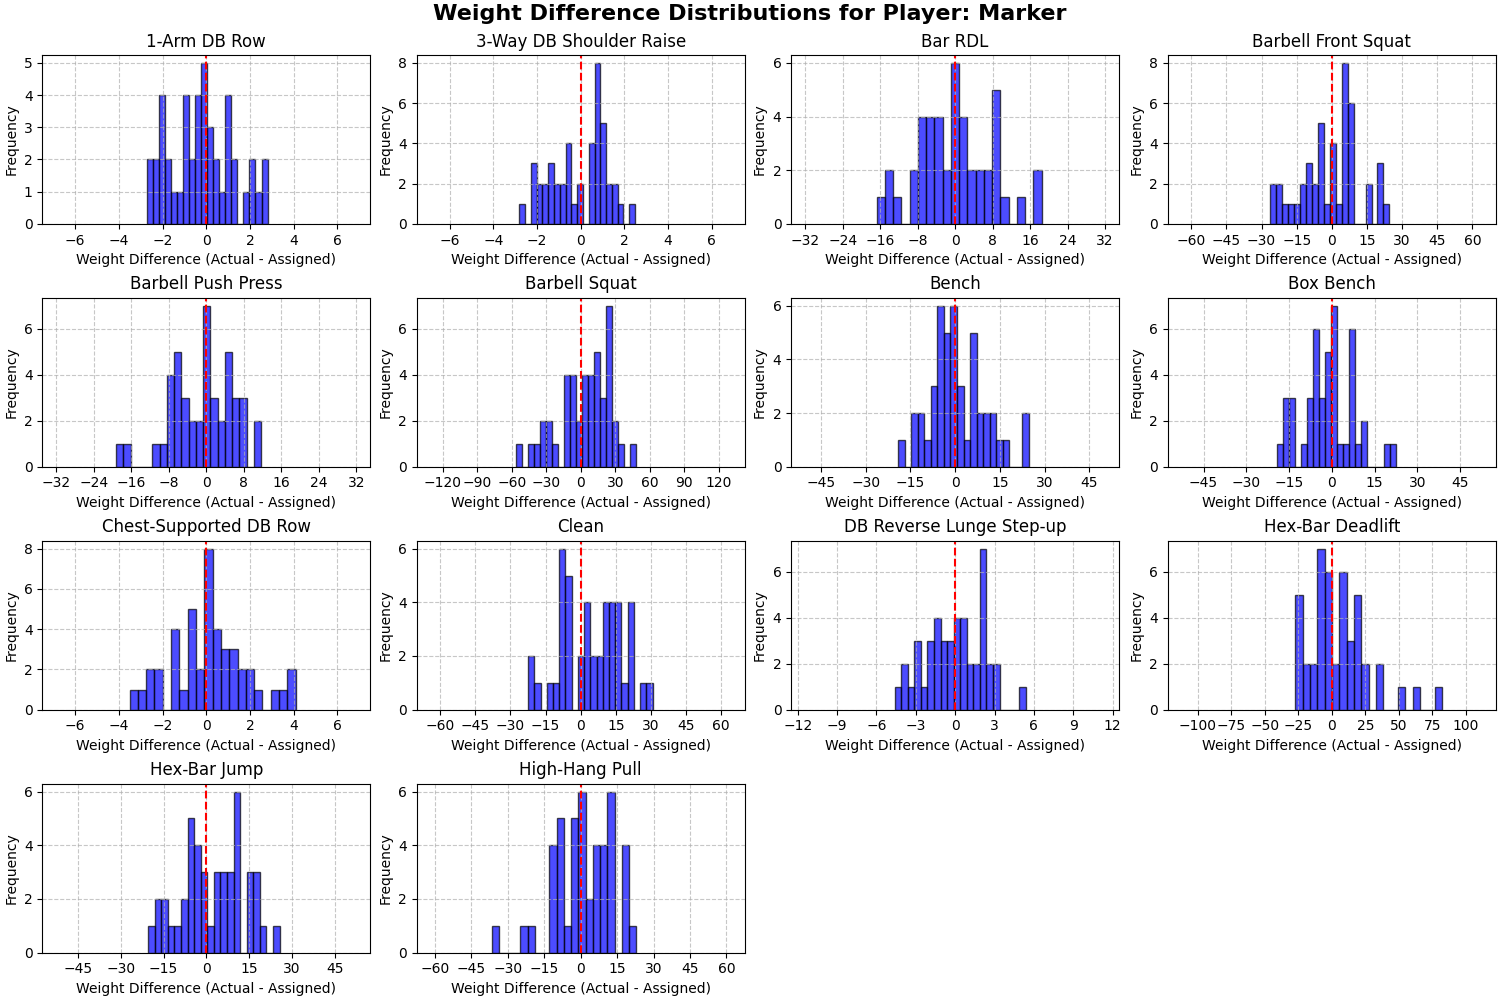 Weight Difference Distributions for Player: Marker
1-Arm DB Row
Frequency
5
4
3
2
1
0
−6 −4 −2 0 2 4 6
Weight Difference (Actual - Assigned)
3-Way DB Shoulder Raise
Frequency
8
6
4
2
0
−6 −4 −2 0 2 4 6
Weight Difference (Actual - Assigned)
Bar RDL
Frequency
6
4
2
0
−32 −24 −16 −8 0 8 16 24 32
Weight Difference (Actual - Assigned)
Barbell Front Squat
Frequency
8
6
4
2
0
−60 −45 −30 −15 0 15 30 45 60
Weight Difference (Actual - Assigned)
Barbell Push Press
Frequency
6
4
2
0
−32 −24 −16 −8 0 8 16 24 32
Weight Difference (Actual - Assigned)
Barbell Squat
Frequency
6
4
2
0
−120 −90 −60 −30 0 30 60 90 120
Weight Difference (Actual - Assigned)
Bench
Frequency
6
4
2
0
−45 −30 −15 0 15 30 45
Weight Difference (Actual - Assigned)
Box Bench
Frequency
6
4
2
0
−45 −30 −15 0 15 30 45
Weight Difference (Actual - Assigned)
Chest-Supported DB Row
Frequency
8
6
4
2
0
−6 −4 −2 0 2 4 6
Weight Difference (Actual - Assigned)
Clean
Frequency
6
4
2
0
−60 −45 −30 −15 0 15 30 45 60
Weight Difference (Actual - Assigned)
DB Reverse Lunge Step-up
Frequency
6
4
2
0
−12 −9 −6 −3 0 3 6 9 12
Weight Difference (Actual - Assigned)
Hex-Bar Deadlift
Frequency
6
4
2
0
−100 −75 −50 −25 0 25 50 75 100
Weight Difference (Actual - Assigned)
Hex-Bar Jump
Frequency
6
4
2
0
−45 −30 −15 0 15 30 45
Weight Difference (Actual - Assigned)
High-Hang Pull
Frequency
6
4
2
0
−60 −45 −30 −15 0 15 30 45 60
Weight Difference (Actual - Assigned)